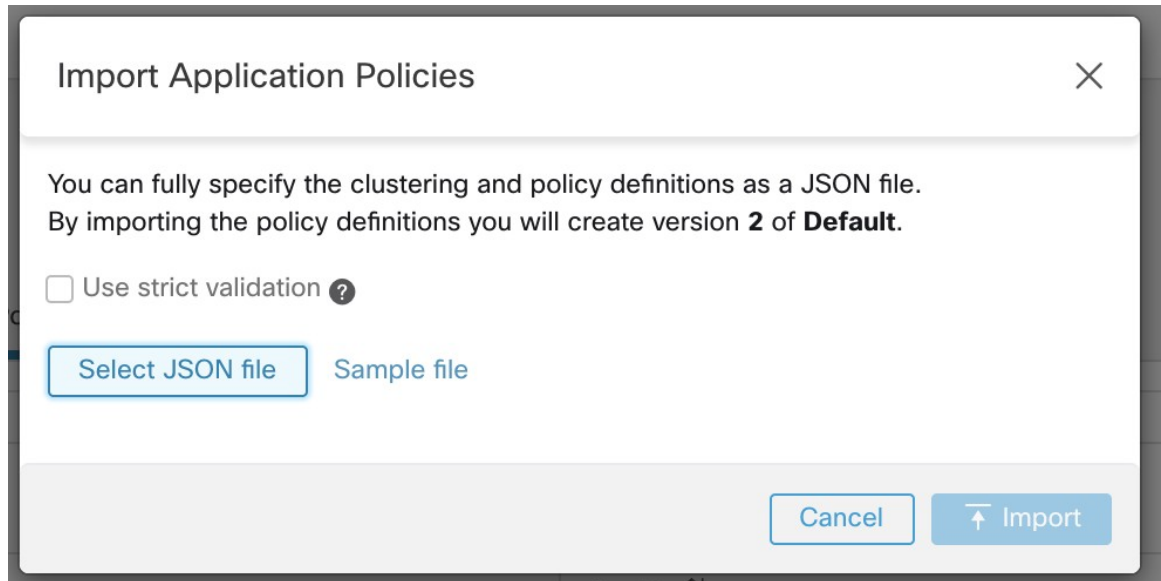 Import Application Policies
You can fully specify the clustering and policy definitions as a JSON file.
By importing the policy definitions you will create version 2 of Default.
Use strict validation ?
Select JSON file Sample file
Cancel Import